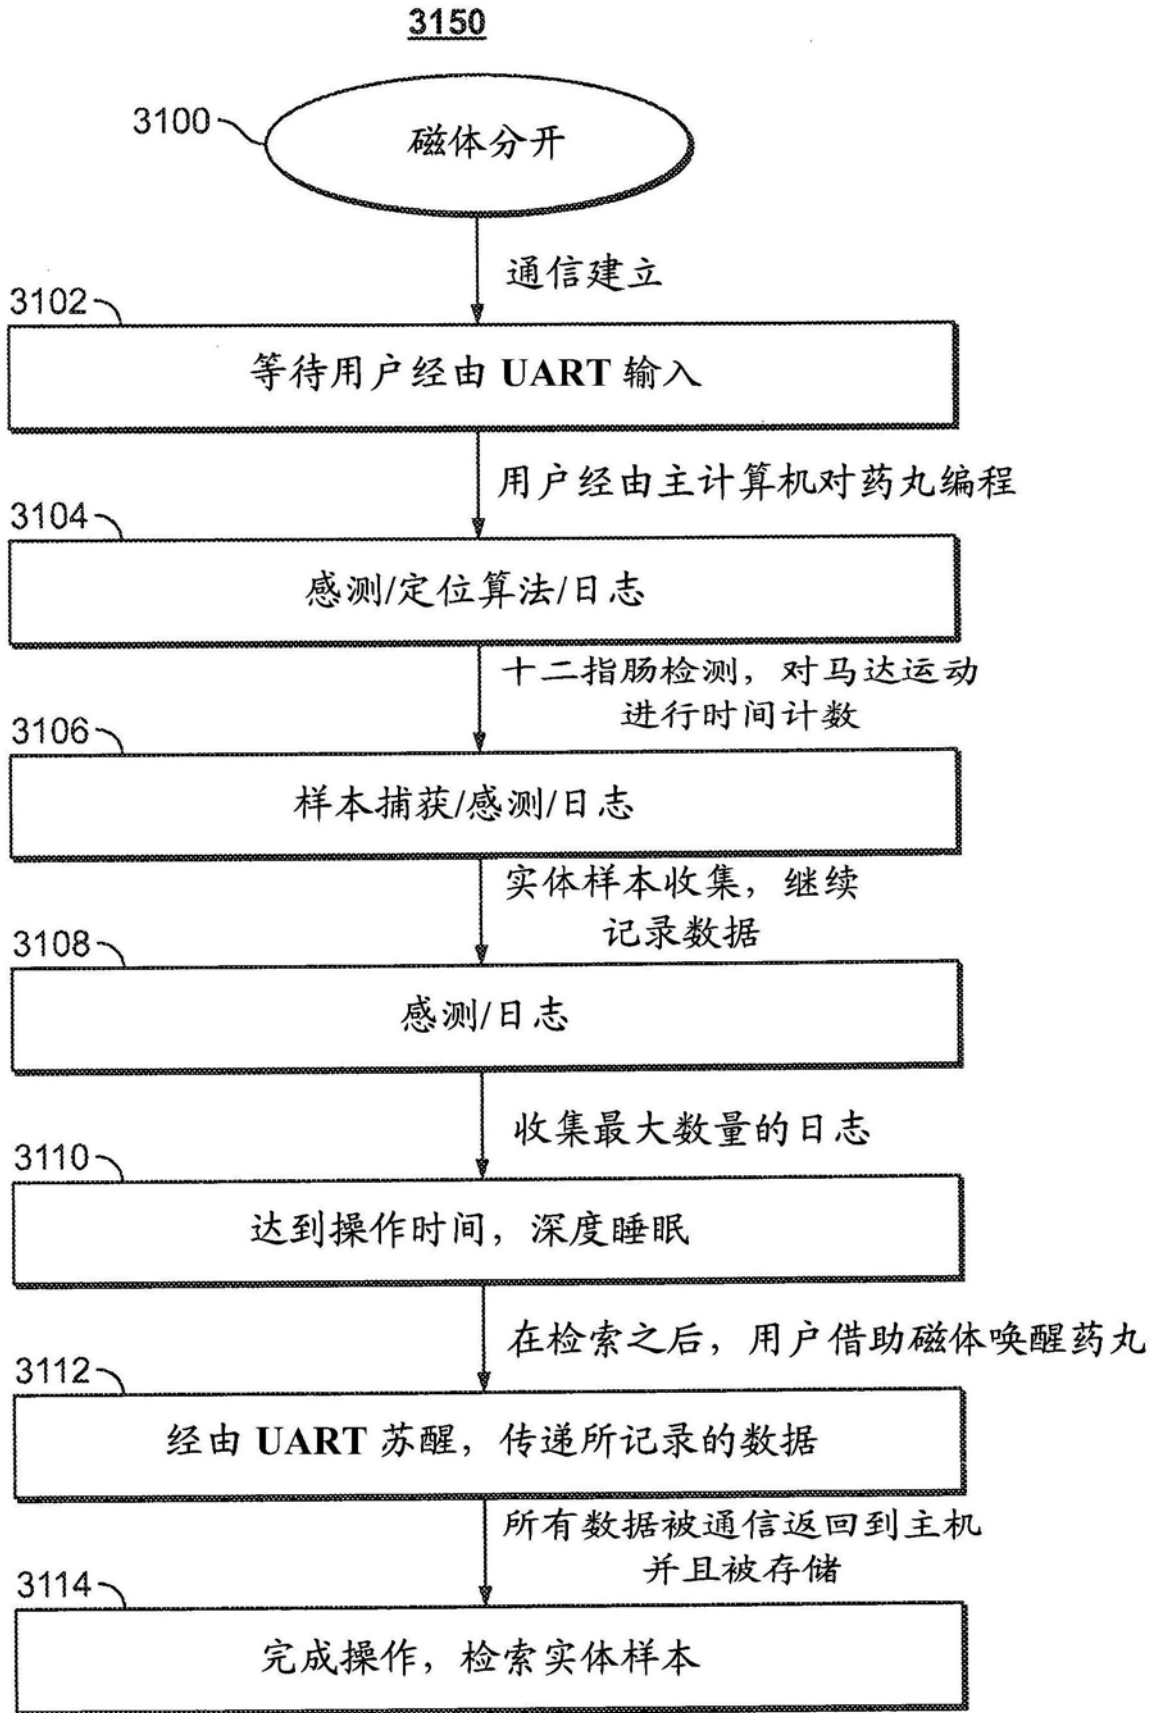 3150
3100
磁体分开
通信建立
3102
等待用户经由 UART 输入
用户经由主计算机对药丸编程
3104
感测/定位算法/日志
十二指肠检测，对马达运动
进行时间计数
3106
样本捕获/感测/日志
实体样本收集，继续
记录数据
3108
感测/日志
收集最大数量的日志
3110
达到操作时间，深度睡眠
在检索之后，用户借助磁体唤醒药丸
3112
经由 UART 苏醒，传递所记录的数据
所有数据被通信返回到主机
并且被存储
3114
完成操作，检索实体样本